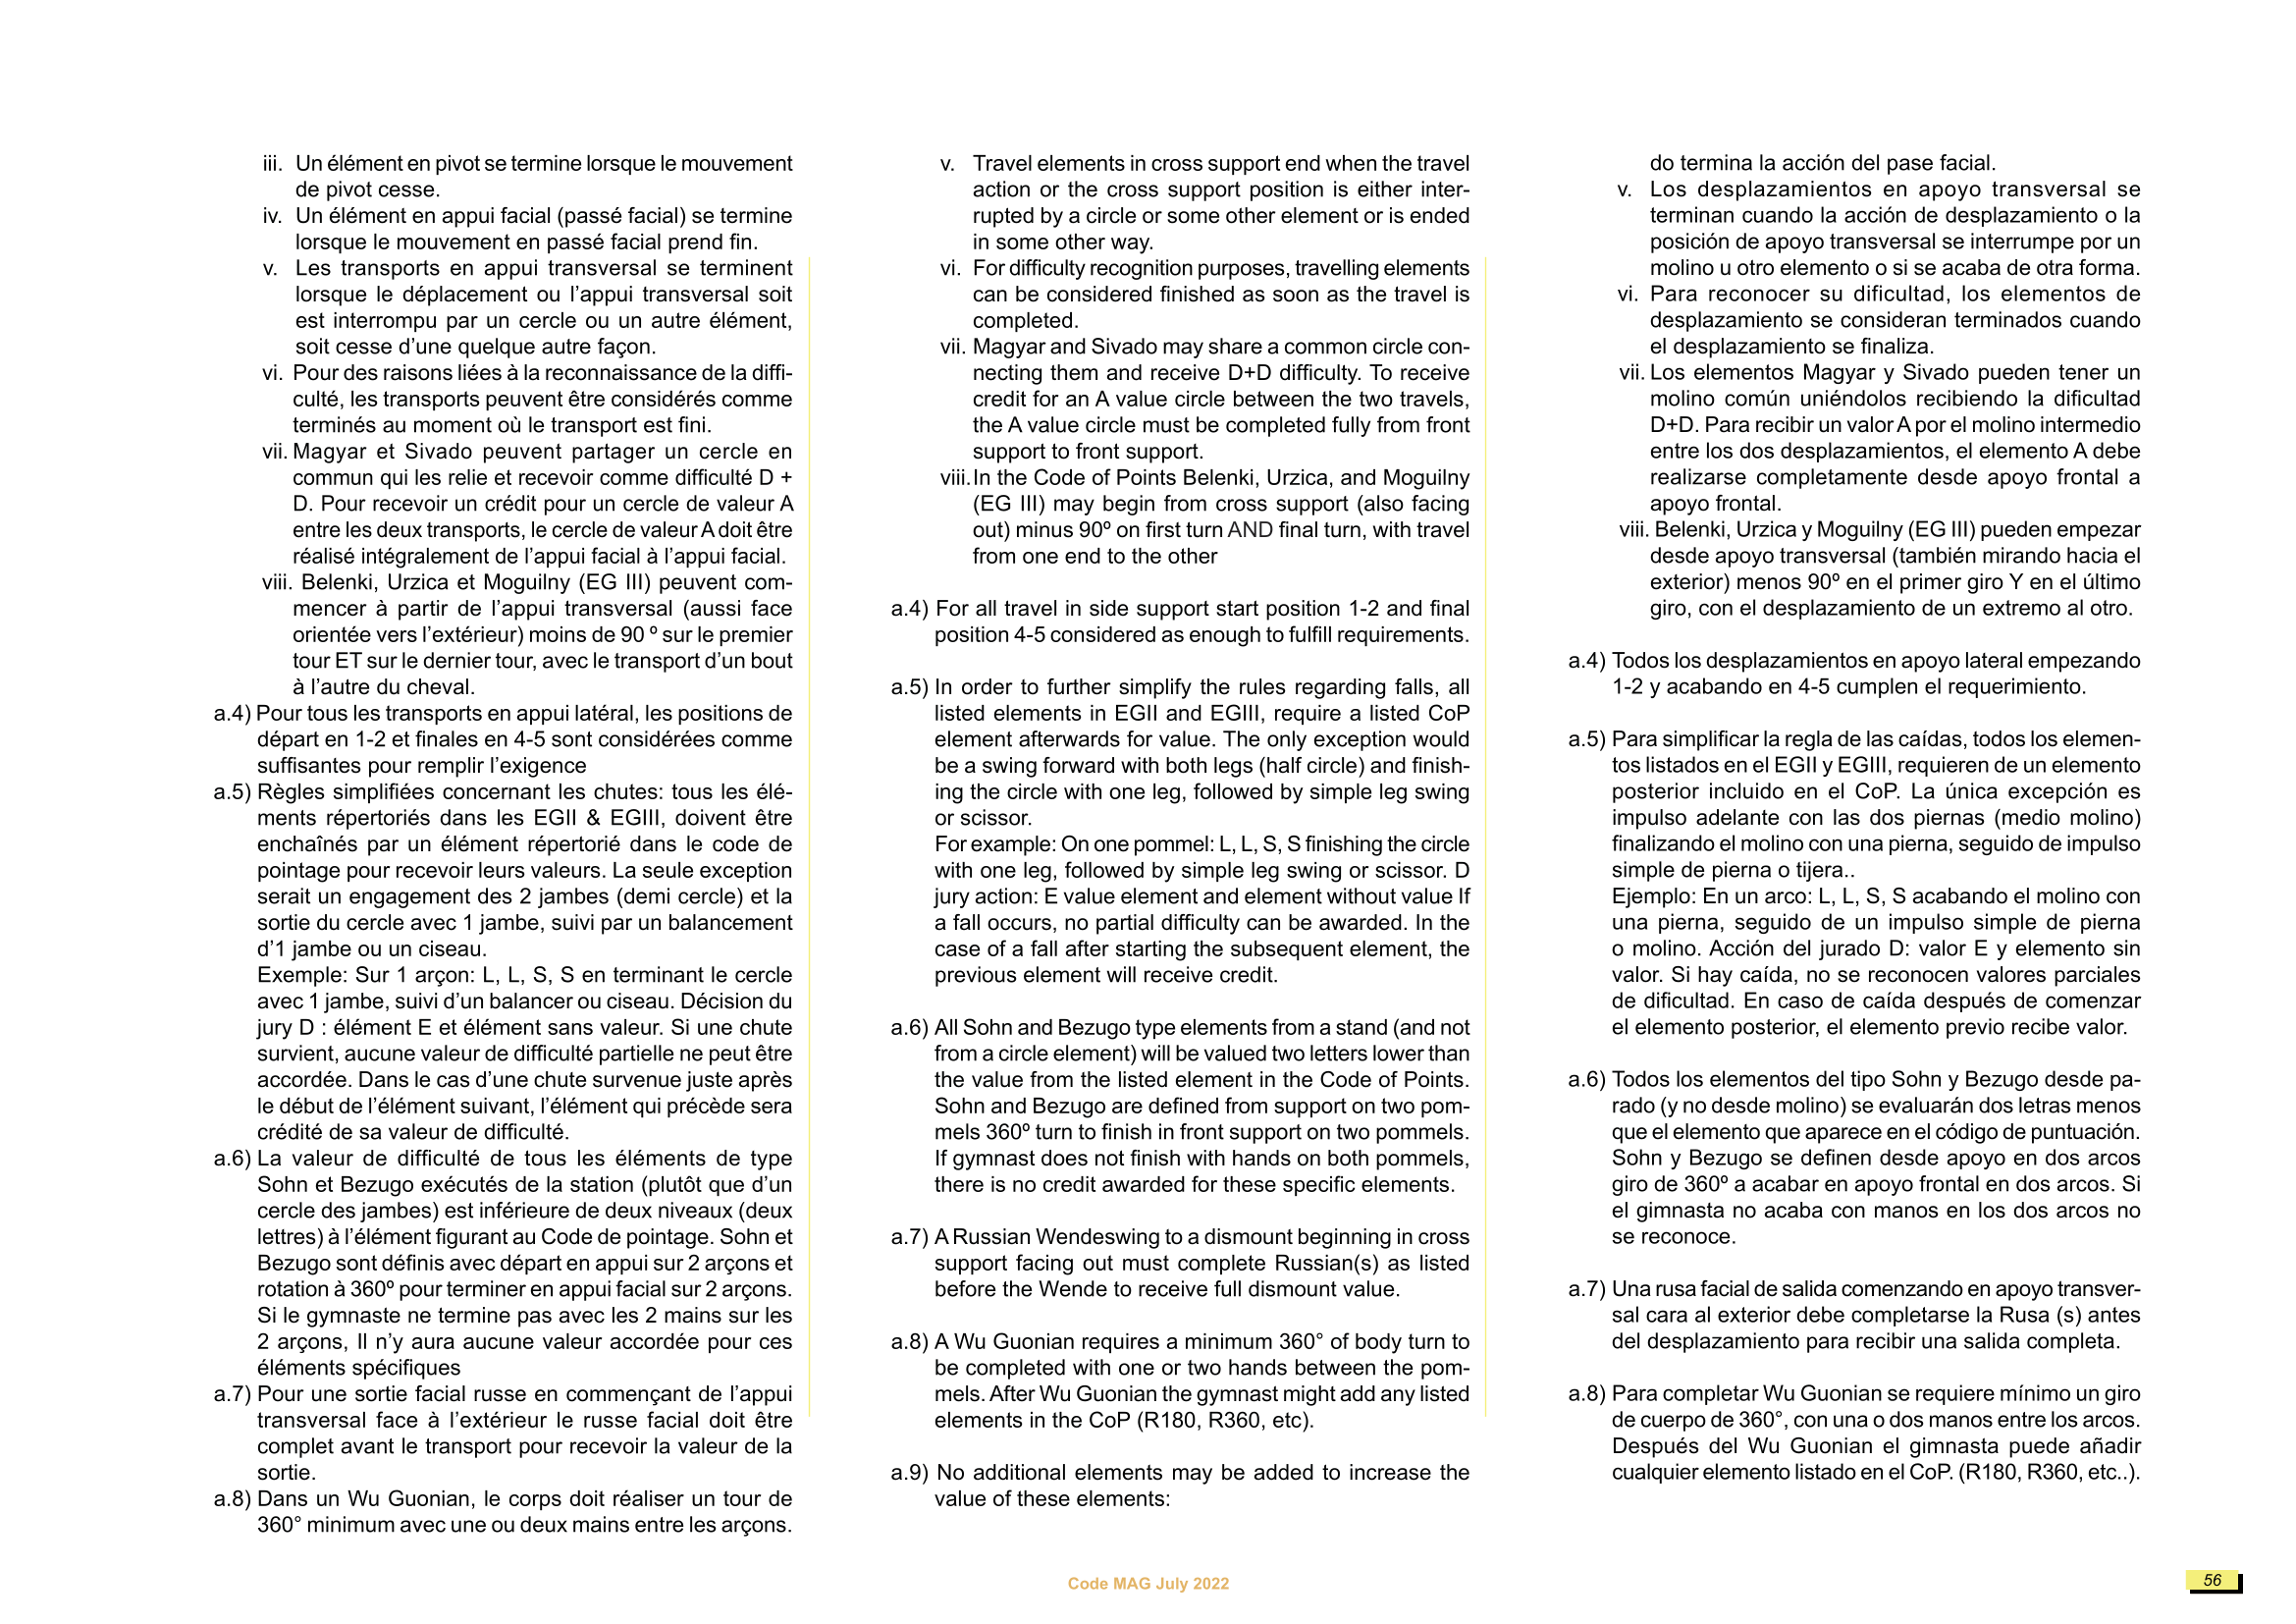 iii. Un élément en pivot se termine lorsque le mouvement
de pivot cesse.
iv. Un élément en appui facial (passé facial) se termine
lorsque le mouvement en passé facial prend fin.
v. Les transports en appui transversal se terminent
lorsque le déplacement ou l’appui transversal soit
est interrompu par un cercle ou un autre élément,
soit cesse d’une quelque autre façon.
vi. Pour des raisons liées à la reconnaissance de la diffi-
culté, les transports peuvent être considérés comme
terminés au moment où le transport est fini.
vii. Magyar et Sivado peuvent partager un cercle en
commun qui les relie et recevoir comme difficulté D +
D. Pour recevoir un crédit pour un cercle de valeur A
entre les deux transports, le cercle de valeur A doit être
réalisé intégralement de l’appui facial à l’appui facial.
viii. Belenki, Urzica et Moguilny (EG III) peuvent com-
mencer à partir de l’appui transversal (aussi face
orientée vers l’extérieur) moins de 90 º sur le premier
tour ET sur le dernier tour, avec le transport d’un bout
à l’autre du cheval.
a.4) Pour tous les transports en appui latéral, les positions de
départ en 1-2 et finales en 4-5 sont considérées comme
suffisantes pour remplir l’exigence
a.5) Règles simplifiées concernant les chutes: tous les élé-
ments répertoriés dans les EGII & EGIII, doivent être
enchaînés par un élément répertorié dans le code de
pointage pour recevoir leurs valeurs. La seule exception
serait un engagement des 2 jambes (demi cercle) et la
sortie du cercle avec 1 jambe, suivi par un balancement
d’1 jambe ou un ciseau.
Exemple: Sur 1 arçon: L, L, S, S en terminant le cercle
avec 1 jambe, suivi d’un balancer ou ciseau. Décision du
jury D : élément E et élément sans valeur. Si une chute
survient, aucune valeur de difficulté partielle ne peut être
accordée. Dans le cas d’une chute survenue juste après
le début de l’élément suivant, l’élément qui précède sera
crédité de sa valeur de difficulté.
a.6) La valeur de difficulté de tous les éléments de type
Sohn et Bezugo exécutés de la station (plutôt que d’un
cercle des jambes) est inférieure de deux niveaux (deux
lettres) à l’élément figurant au Code de pointage. Sohn et
Bezugo sont définis avec départ en appui sur 2 arçons et
rotation à 360º pour terminer en appui facial sur 2 arçons.
Si le gymnaste ne termine pas avec les 2 mains sur les
2 arçons, Il n’y aura aucune valeur accordée pour ces
éléments spécifiques
a.7) Pour une sortie facial russe en commençant de l’appui
transversal face à l’extérieur le russe facial doit être
complet avant le transport pour recevoir la valeur de la
sortie.
a.8) Dans un Wu Guonian, le corps doit réaliser un tour de
360° minimum avec une ou deux mains entre les arçons.
v. Travel elements in cross support end when the travel
action or the cross support position is either inter-
rupted by a circle or some other element or is ended
in some other way.
vi. For difficulty recognition purposes, travelling elements
can be considered finished as soon as the travel is
completed.
vii. Magyar and Sivado may share a common circle con-
necting them and receive D+D difficulty. To receive
credit for an A value circle between the two travels,
the A value circle must be completed fully from front
support to front support.
viii. In the Code of Points Belenki, Urzica, and Moguilny
(EG III) may begin from cross support (also facing
out) minus 90º on first turn AND final turn, with travel
from one end to the other
a.4) For all travel in side support start position 1-2 and final
position 4-5 considered as enough to fulfill requirements.
a.5) In order to further simplify the rules regarding falls, all
listed elements in EGII and EGIII, require a listed CoP
element afterwards for value. The only exception would
be a swing forward with both legs (half circle) and finish-
ing the circle with one leg, followed by simple leg swing
or scissor.
For example: On one pommel: L, L, S, S finishing the circle
with one leg, followed by simple leg swing or scissor. D
jury action: E value element and element without value If
a fall occurs, no partial difficulty can be awarded. In the
case of a fall after starting the subsequent element, the
previous element will receive credit.
a.6) All Sohn and Bezugo type elements from a stand (and not
from a circle element) will be valued two letters lower than
the value from the listed element in the Code of Points.
Sohn and Bezugo are defined from support on two pom-
mels 360º turn to finish in front support on two pommels.
If gymnast does not finish with hands on both pommels,
there is no credit awarded for these specific elements.
a.7) A Russian Wendeswing to a dismount beginning in cross
support facing out must complete Russian(s) as listed
before the Wende to receive full dismount value.
a.8) A Wu Guonian requires a minimum 360° of body turn to
be completed with one or two hands between the pom-
mels. After Wu Guonian the gymnast might add any listed
elements in the CoP (R180, R360, etc).
a.9) No additional elements may be added to increase the
value of these elements:
do termina la acción del pase facial.
v. Los desplazamientos en apoyo transversal se
terminan cuando la acción de desplazamiento o la
posición de apoyo transversal se interrumpe por un
molino u otro elemento o si se acaba de otra forma.
vi. Para reconocer su dificultad, los elementos de
desplazamiento se consideran terminados cuando
el desplazamiento se finaliza.
vii. Los elementos Magyar y Sivado pueden tener un
molino común uniéndolos recibiendo la dificultad
D+D. Para recibir un valor A por el molino intermedio
entre los dos desplazamientos, el elemento A debe
realizarse completamente desde apoyo frontal a
apoyo frontal.
viii. Belenki, Urzica y Moguilny (EG III) pueden empezar
desde apoyo transversal (también mirando hacia el
exterior) menos 90º en el primer giro Y en el último
giro, con el desplazamiento de un extremo al otro.
a.4) Todos los desplazamientos en apoyo lateral empezando
1-2 y acabando en 4-5 cumplen el requerimiento.
a.5) Para simplificar la regla de las caídas, todos los elemen-
tos listados en el EGII y EGIII, requieren de un elemento
posterior incluido en el CoP. La única excepción es
impulso adelante con las dos piernas (medio molino)
finalizando el molino con una pierna, seguido de impulso
simple de pierna o tijera..
Ejemplo: En un arco: L, L, S, S acabando el molino con
una pierna, seguido de un impulso simple de pierna
o molino. Acción del jurado D: valor E y elemento sin
valor. Si hay caída, no se reconocen valores parciales
de dificultad. En caso de caída después de comenzar
el elemento posterior, el elemento previo recibe valor.
a.6) Todos los elementos del tipo Sohn y Bezugo desde pa-
rado (y no desde molino) se evaluarán dos letras menos
que el elemento que aparece en el código de puntuación.
Sohn y Bezugo se definen desde apoyo en dos arcos
giro de 360º a acabar en apoyo frontal en dos arcos. Si
el gimnasta no acaba con manos en los dos arcos no
se reconoce.
a.7) Una rusa facial de salida comenzando en apoyo transver-
sal cara al exterior debe completarse la Rusa (s) antes
del desplazamiento para recibir una salida completa.
a.8) Para completar Wu Guonian se requiere mínimo un giro
de cuerpo de 360°, con una o dos manos entre los arcos.
Después del Wu Guonian el gimnasta puede añadir
cualquier elemento listado en el CoP. (R180, R360, etc..).
Code MAG July 2022
56